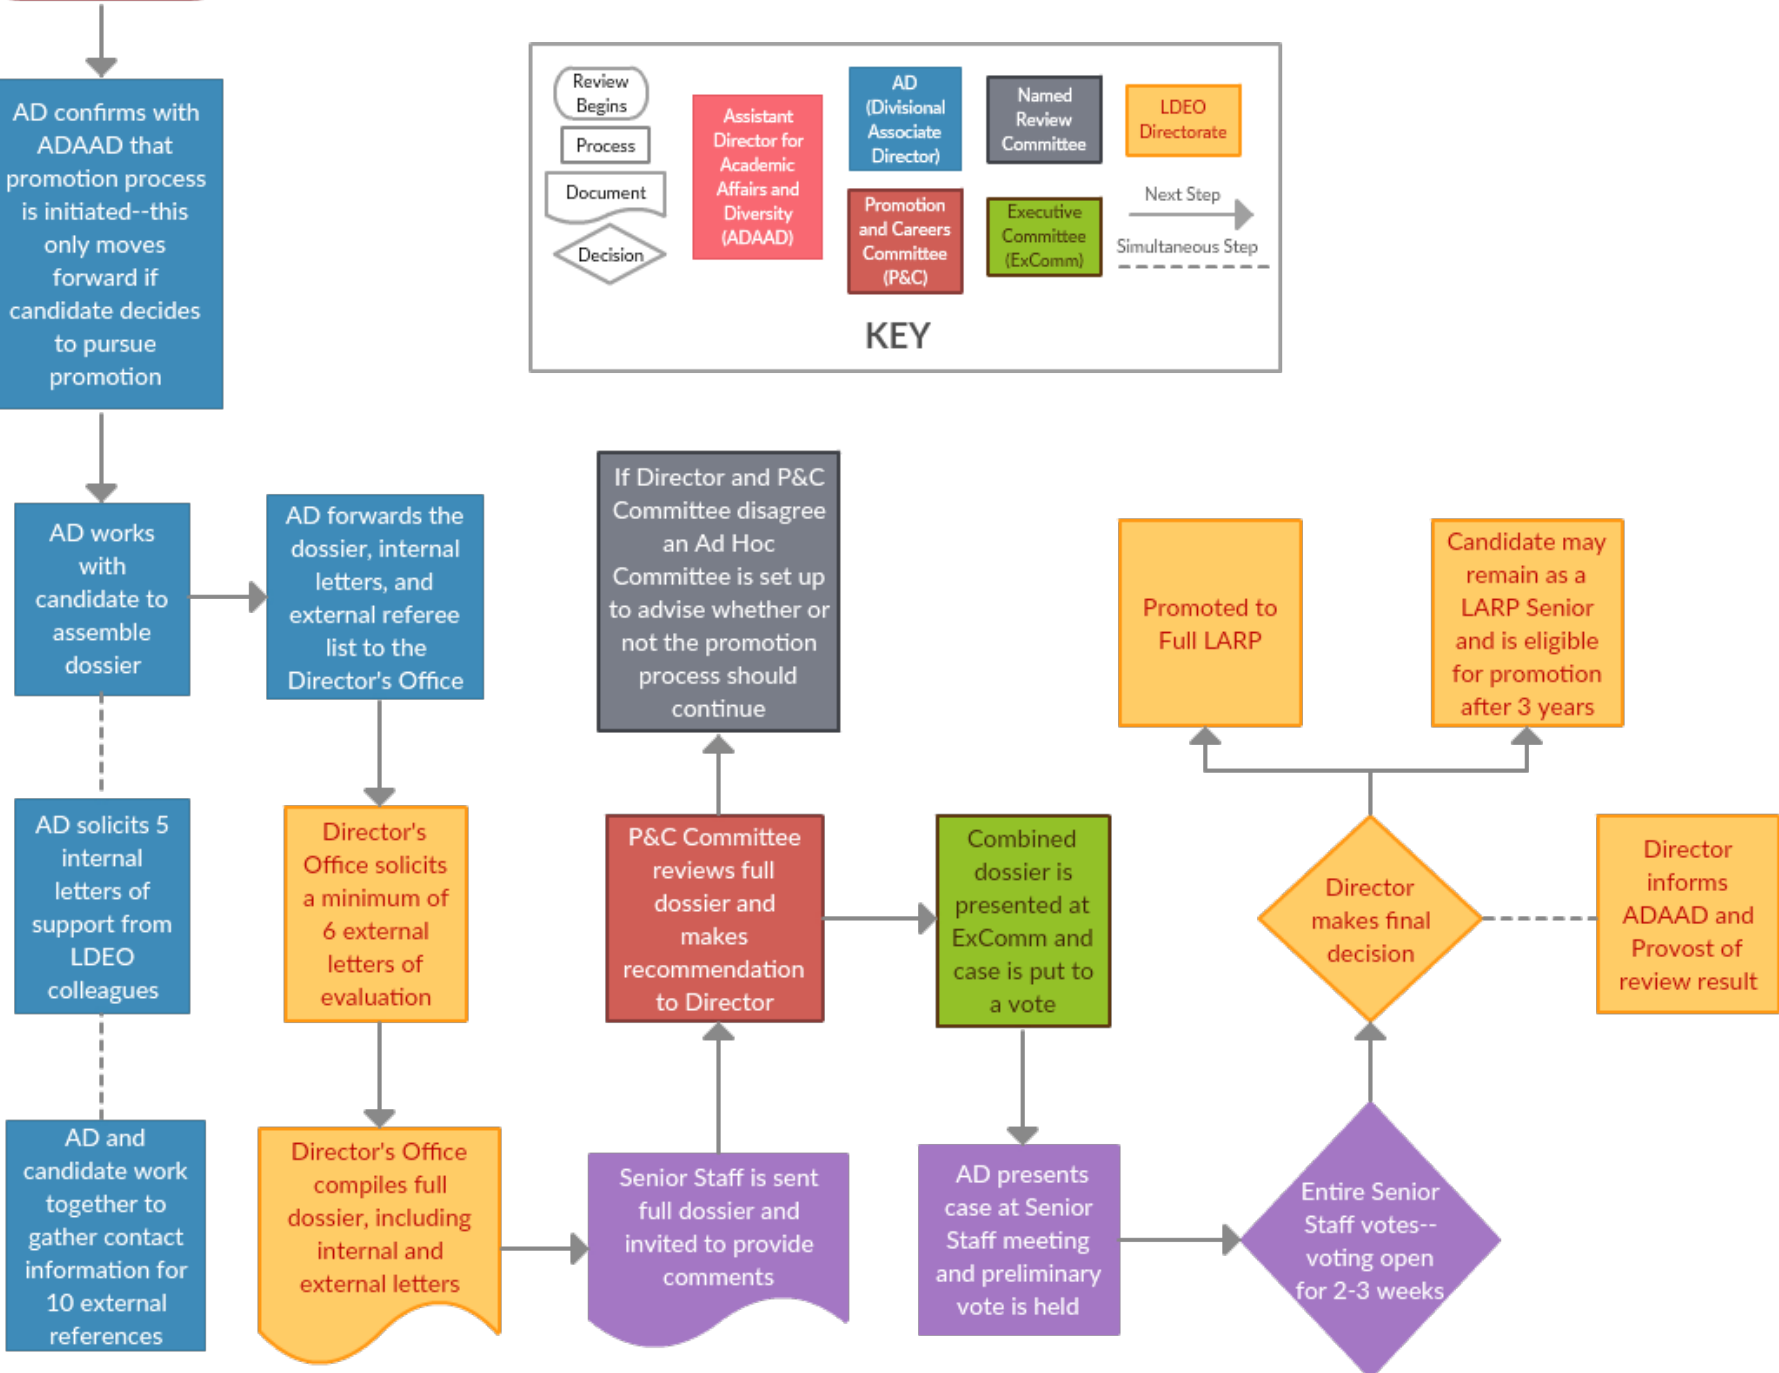 AD confirms with
ADAAD that
promotion process
is initiated--this
only moves
forward if
candidate decides
to pursue
promotion
Review
Begins
Process
Document
Decision
Assistant
Director for
Academic
Affairs and
Diversity
(ADAAD)
AD
(Divisional
Associate
Director)
Promotion
and Careers
Committee
(P&C)
Named
Review
Committee
Executive
Committee
(ExComm)
LDEO
Directorate
Next Step
Simultaneous Step
KEY
AD works
with
candidate to
assemble
dossier
AD solicits 5
internal
letters of
support from
LDEO
colleagues
AD and
candidate work
together to
gather contact
information for
10 external
references
AD forwards the
dossier, internal
letters, and
external referee
list to the
Director's Office
Director's
Office solicits
a minimum of
6 external
letters of
evaluation
Director's Office
compiles full
dossier, including
internal and
external letters
Senior Staff is sent
full dossier and
invited to provide
comments
P&C Committee
reviews full
dossier and
makes
recommendation
to Director
If Director and P&C
Committee disagree
an Ad Hoc
Committee is set up
to advise whether or
not the promotion
process should
continue
Combined
dossier is
presented at
ExComm and
case is put to
a vote
AD presents
case at Senior
Staff meeting
and preliminary
vote is held
Entire Senior
Staff votes--
voting open
for 2-3 weeks
Director
makes final
decision
Director
informs
ADAAD and
Provost of
review result
Promoted to
Full LARP
Candidate may
remain as a
LARP Senior
and is eligible
for promotion
after 3 years